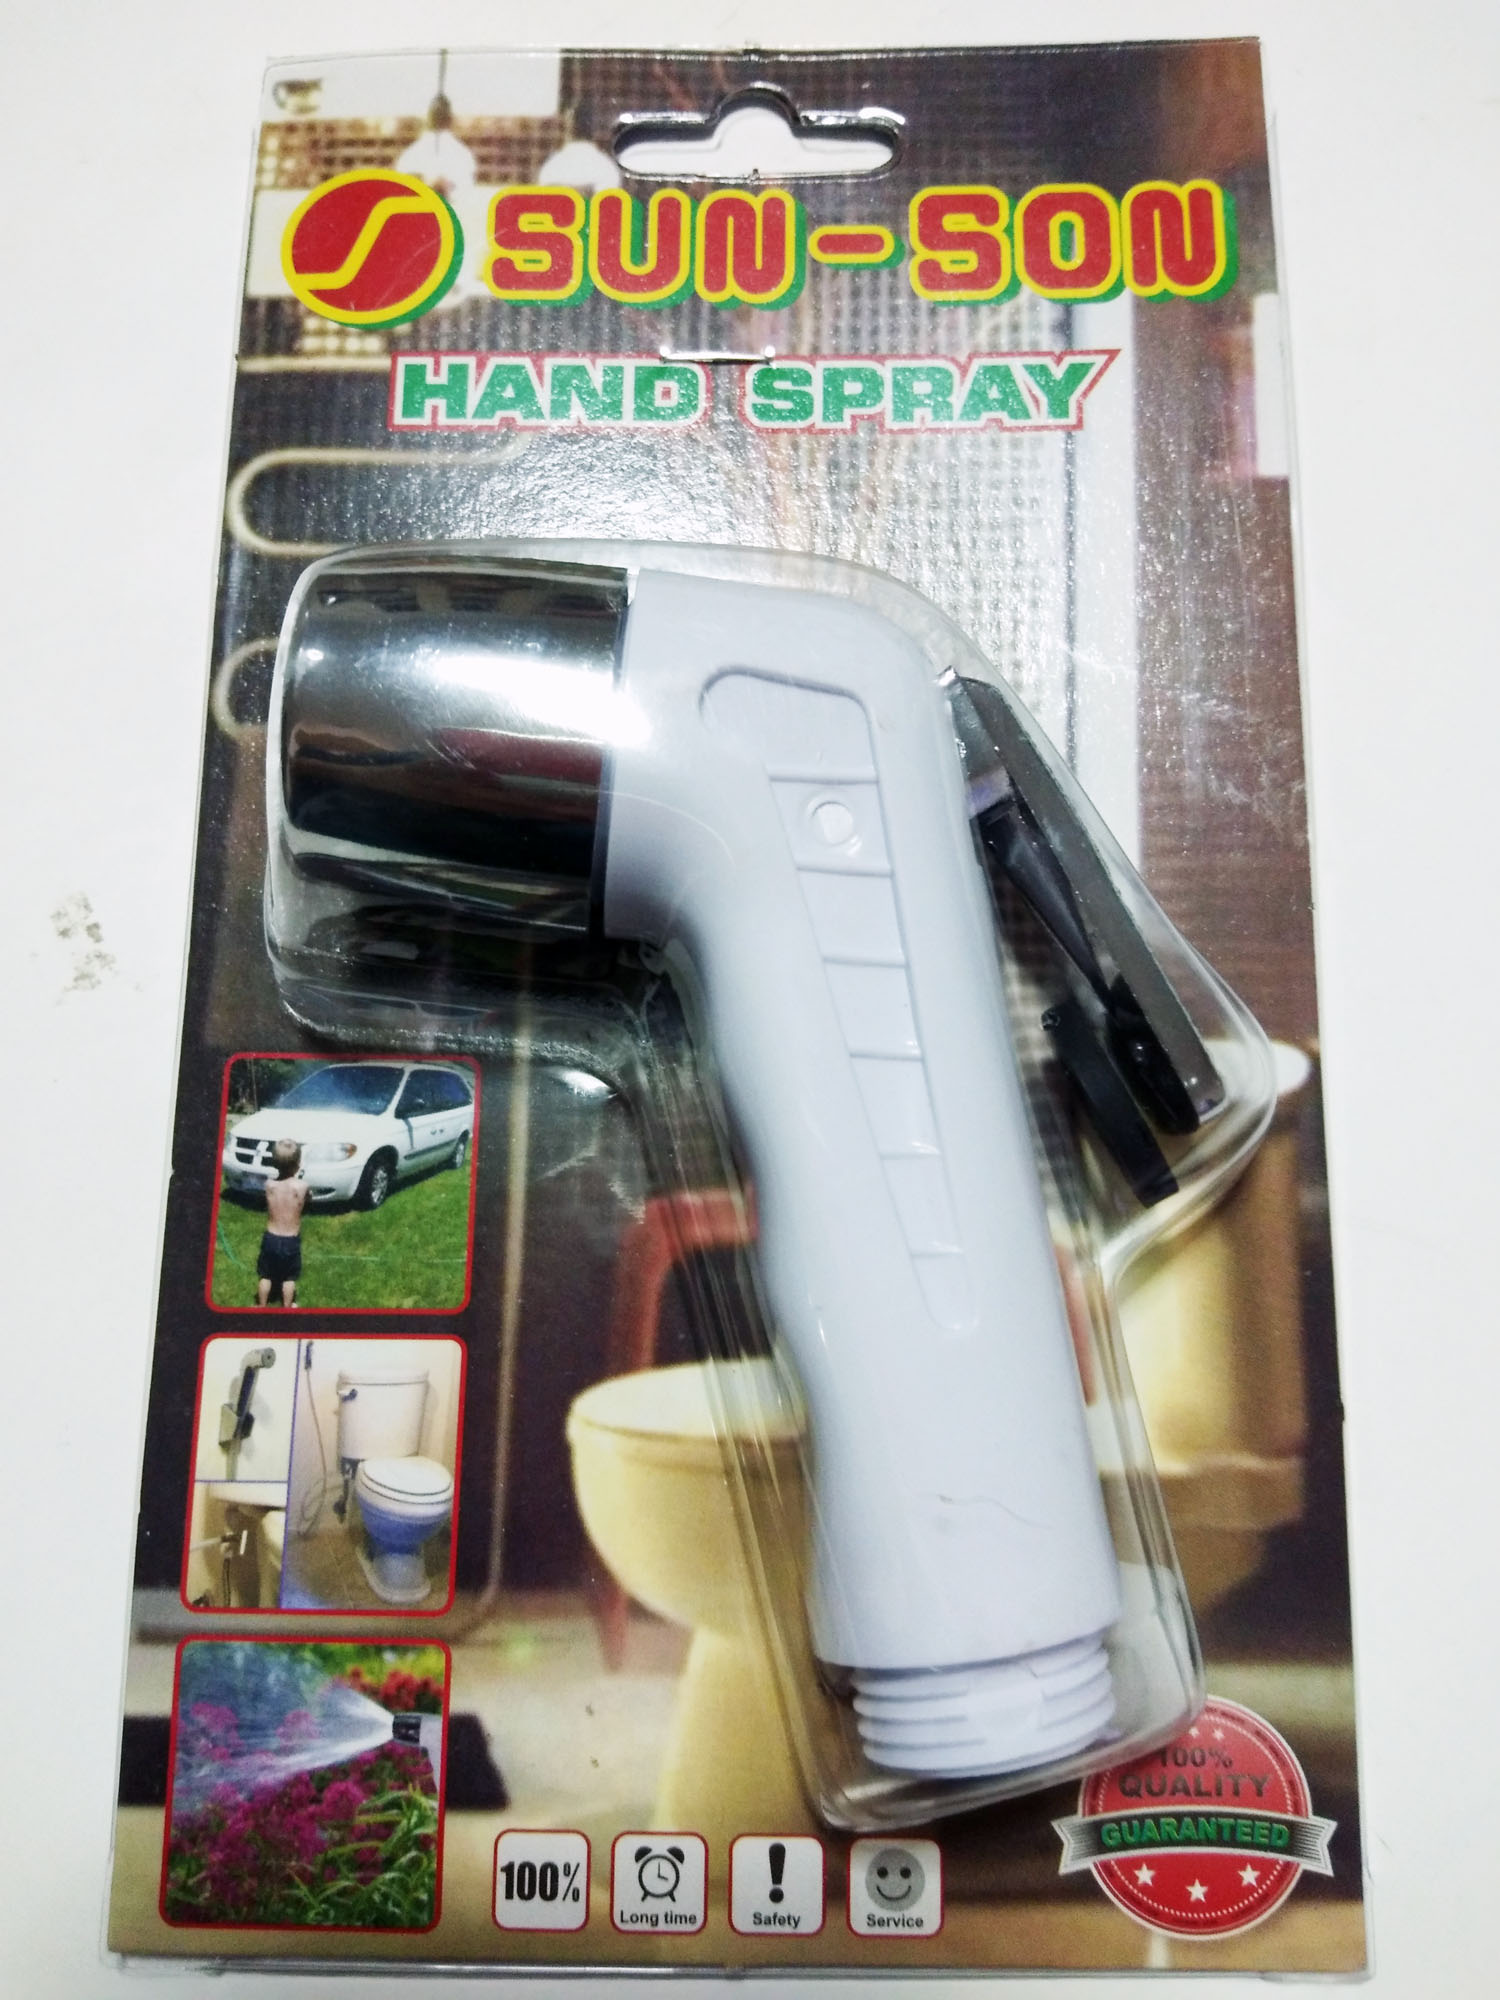 SUN-SON
HAND SPRAY
100%
QUALITY
GUARANTEED
100%
Long time
Safety
Service